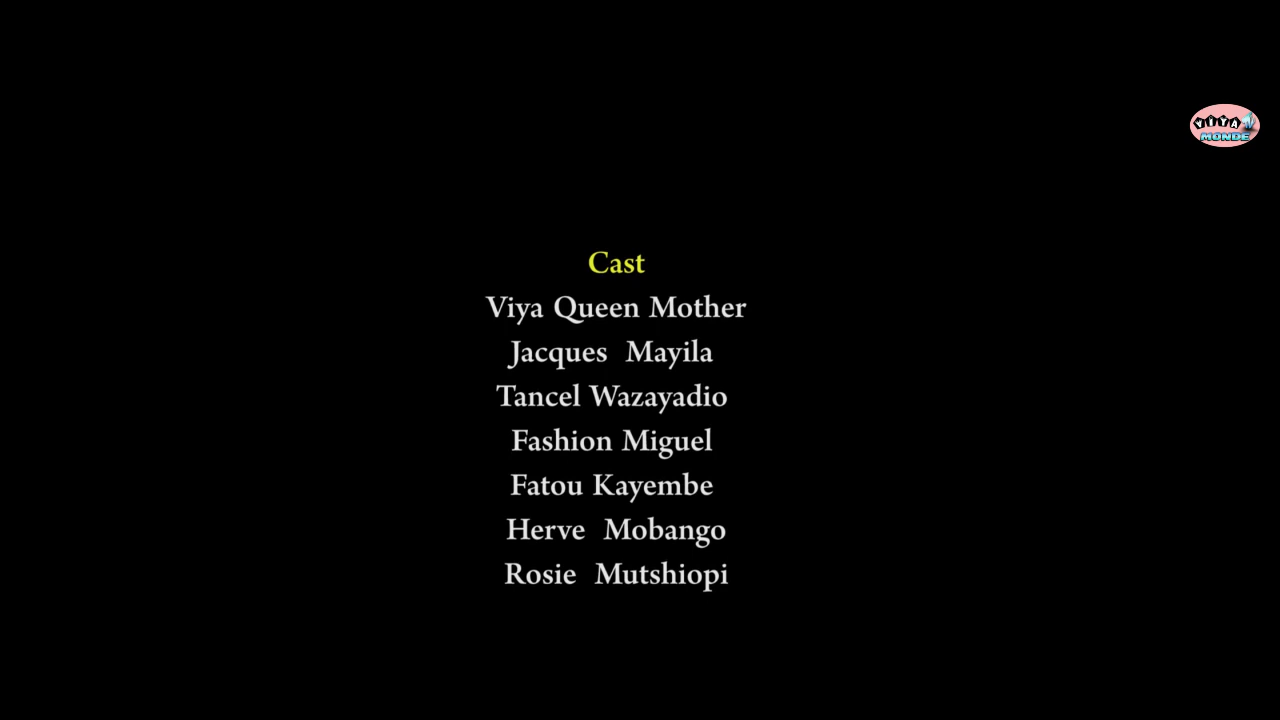 VIYA
MONDE
Cast
Viya Queen Mother
Jacques Mayila
Tancel Wazayadio
Fashion Miguel
Fatou Kayembe
Herve Mobango
Rosie Mutshiopi